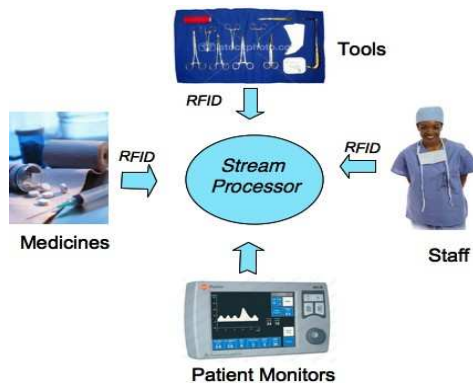 Tools
RFID
RFID
RFID
Stream
Processor
Medicines
Staff
Patient Monitors